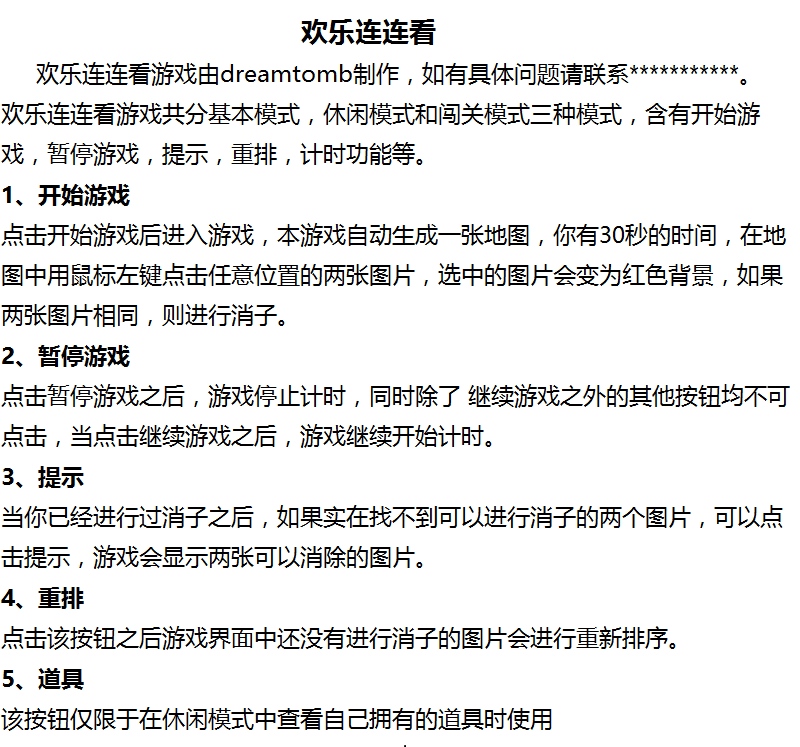 欢乐连连看
欢乐连连看游戏由dreamtomb制作，如有具体问题请联系***********。
欢乐连连看游戏共分基本模式，休闲模式和闯关模式三种模式，含有开始游
戏，暂停游戏，提示，重排，计时功能等。
1、开始游戏
点击开始游戏后进入游戏，本游戏自动生成一张地图，你有30秒的时间，在地
图中用鼠标左键点击任意位置的两张图片，选中的图片会变为红色背景，如果
两张图片相同，则进行消子。
2、暂停游戏
点击暂停游戏之后，游戏停止计时，同时除了 继续游戏之外的其他按钮均不可
点击，当点击继续游戏之后，游戏继续开始计时。
3、提示
当你已经进行过消子之后，如果实在找不到可以进行消子的两个图片，可以点
击提示，游戏会显示两张可以消除的图片。
4、重排
点击该按钮之后游戏界面中还没有进行消子的图片会进行重新排序。
5、道具
该按钮仅限于在休闲模式中查看自己拥有的道具时使用